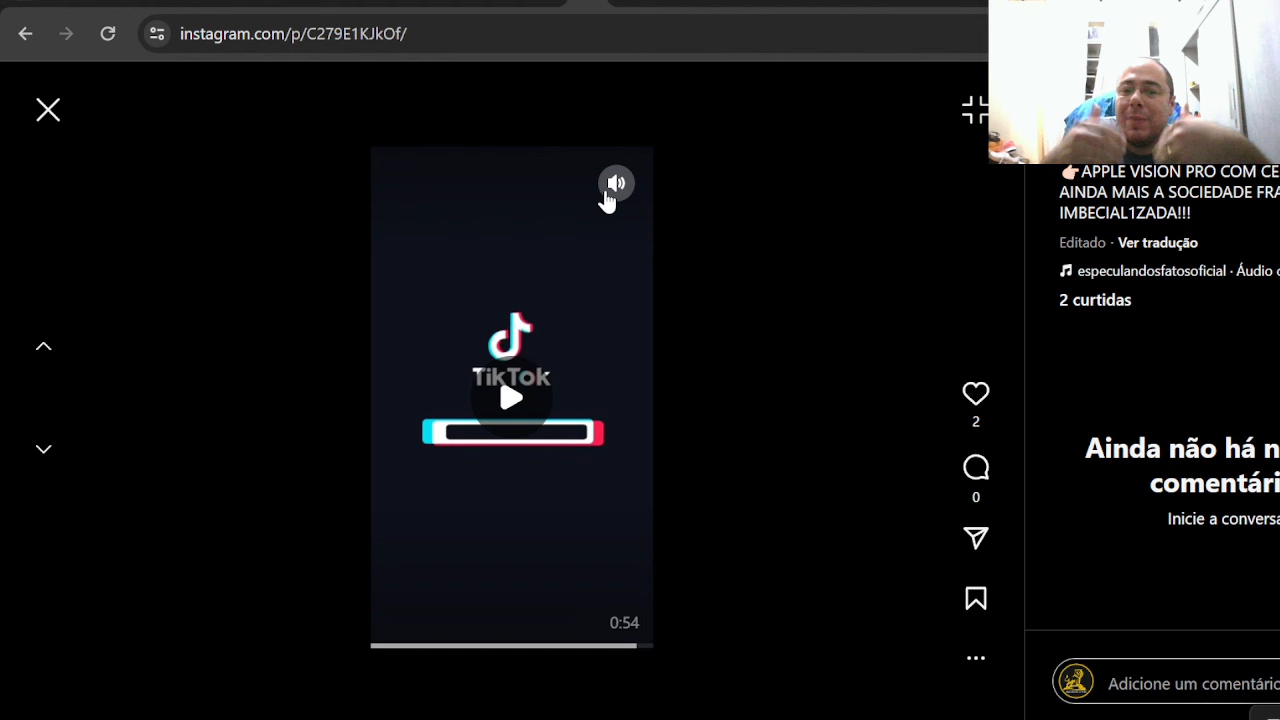 instagram.com/p/C279E1KJkOf/
APPLE VISION PRO COM CE
AINDA MAIS A SOCIEDADE FRA
IMBECIAL1ZADA!!!
Editado · Ver tradução
especulandosfatosoficial · Áudio
2 curtidas
TikTok
2
0
Ainda não há n
comentári
Inicie a conversa
0:54
Adicione um comentário